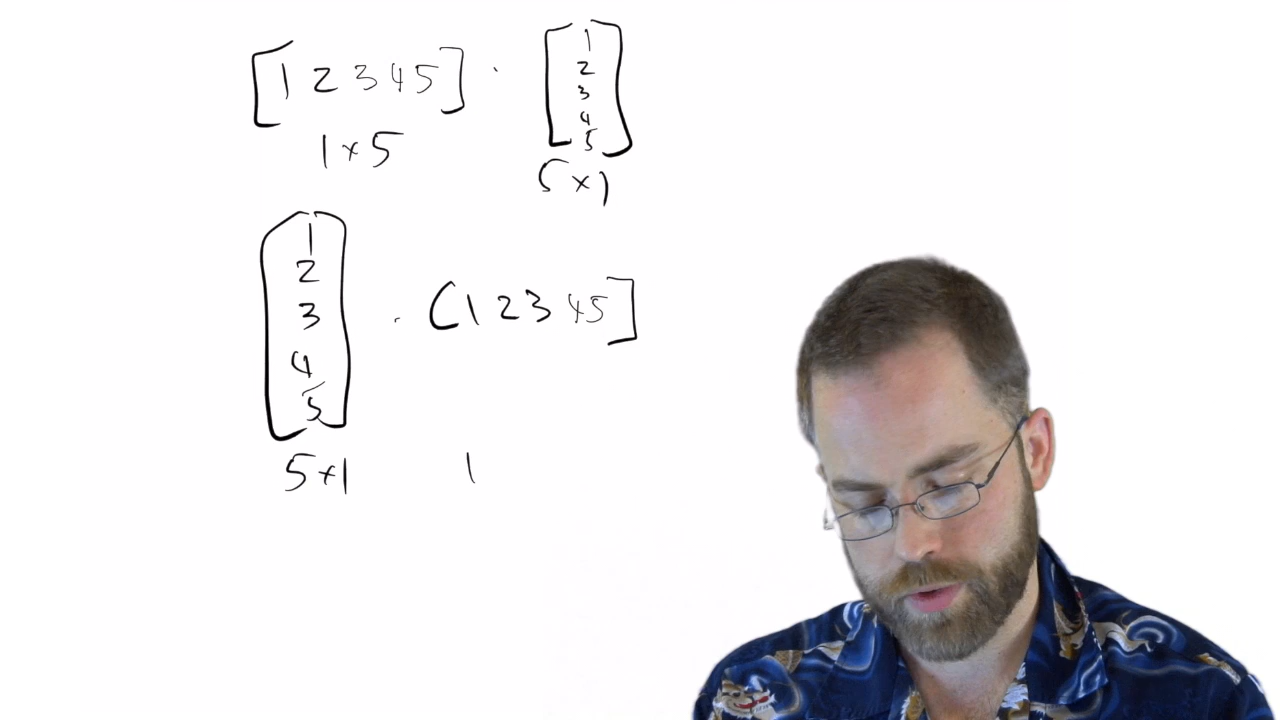 [1 2 3 4 5] · [1
2
3
4
5]
1 × 5
5 × 1
[1
2
3
4
5] · (1 2 3 4 5]
5 × 1 1